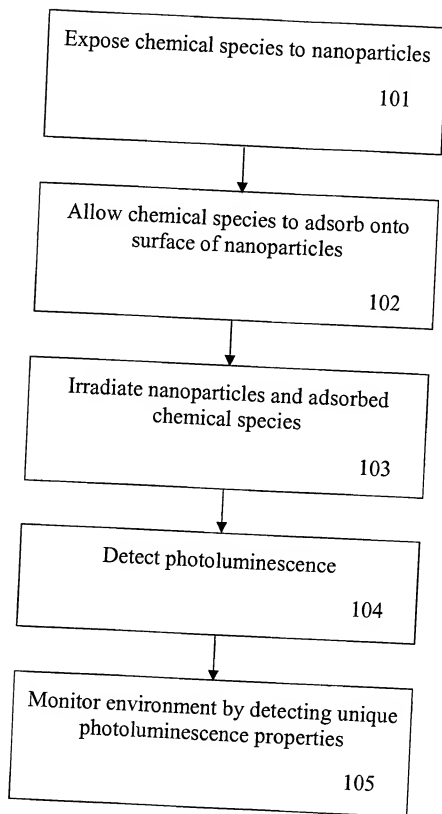 Expose chemical species to nanoparticles
101
Allow chemical species to adsorb onto
surface of nanoparticles
102
Irradiate nanoparticles and adsorbed
chemical species
103
Detect photoluminescence
104
Monitor environment by detecting unique
photoluminescence properties
105